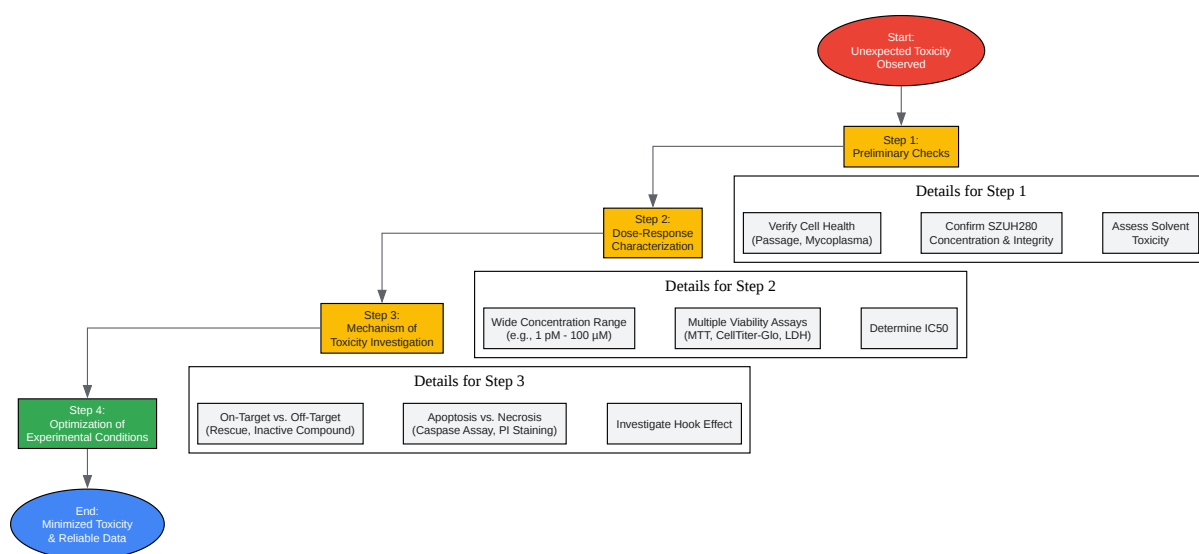 Start:
Unexpected Toxicity
Observed
Step 1:
Preliminary Checks
Details for Step 1
Verify Cell Health
(Passage, Mycoplasma)
Confirm SZUH280
Concentration & Integrity
Assess Solvent
Toxicity
Step 2:
Dose-Response
Characterization
Details for Step 2
Wide Concentration Range
(e.g., 1 pM - 100 μM)
Multiple Viability Assays
(MTT, CellTiter-Glo, LDH)
Determine IC50
Step 3:
Mechanism of
Toxicity Investigation
Details for Step 3
On-Target vs. Off-Target
(Rescue, Inactive Compound)
Apoptosis vs. Necrosis
(Caspase Assay, PI Staining)
Investigate Hook Effect
Step 4:
Optimization of
Experimental Conditions
End:
Minimized Toxicity
& Reliable Data